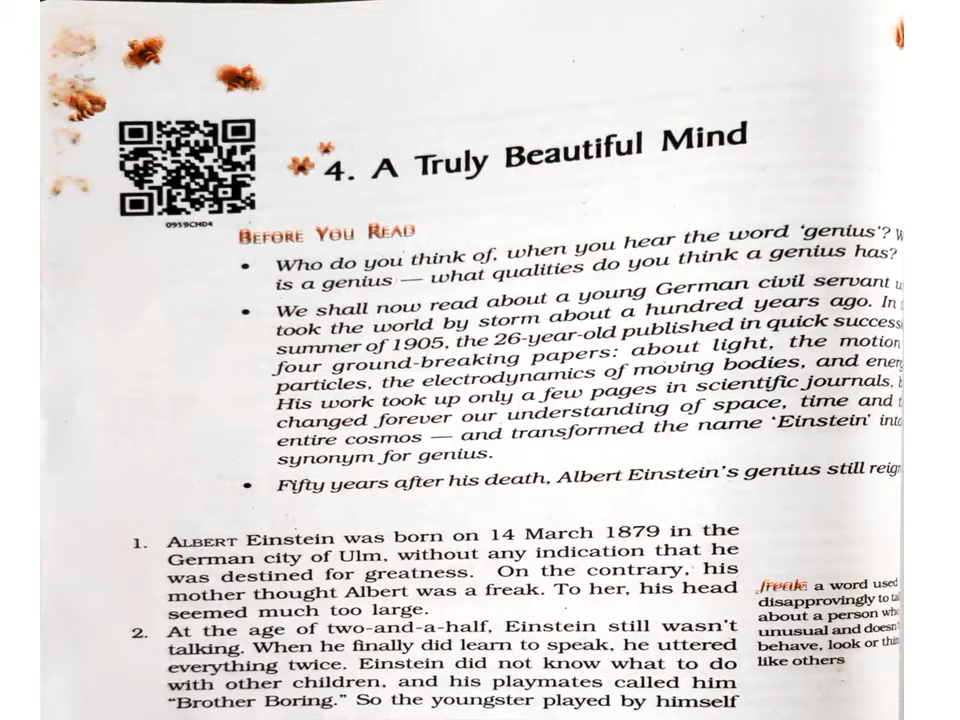 4. A Truly Beautiful Mind
0959CH04
BEFORE YOU READ
• Who do you think of, when you hear the word 'genius'?
is a genius — what qualities do you think a genius has?
• We shall now read about a young German civil servant
took the world by storm about a hundred years ago. In
summer of 1905, the 26-year-old published in quick
four ground-breaking papers: about light, the motion
particles, the electrodynamics of moving bodies, and
His work took up only a few pages in scientific journals,
changed forever our understanding of space, time and
entire cosmos — and transformed the name 'Einstein'
synonym for genius.
• Fifty years after his death, Albert Einstein's genius still
1. ALBERT Einstein was born on 14 March 1879 in the
German city of Ulm, without any indication that he
was destined for greatness. On the contrary, his
mother thought Albert was a freak. To her, his head
seemed much too large.
2. At the age of two-and-a-half, Einstein still wasn't
talking. When he finally did learn to speak, he uttered
everything twice. Einstein did not know what to do
with other children, and his playmates called him
"Brother Boring." So the youngster played by himself
freak: a word used
disapprovingly to
about a person
unusual and
behave, look or
like others